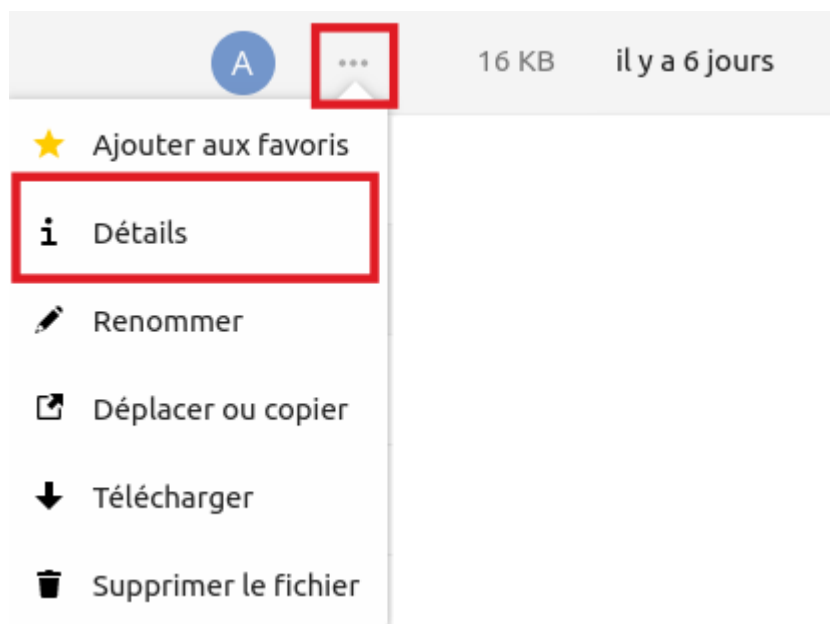 A ... 16 KB il y a 6 jours
Ajouter aux favoris
Détails
Renommer
Déplacer ou copier
Télécharger
Supprimer le fichier